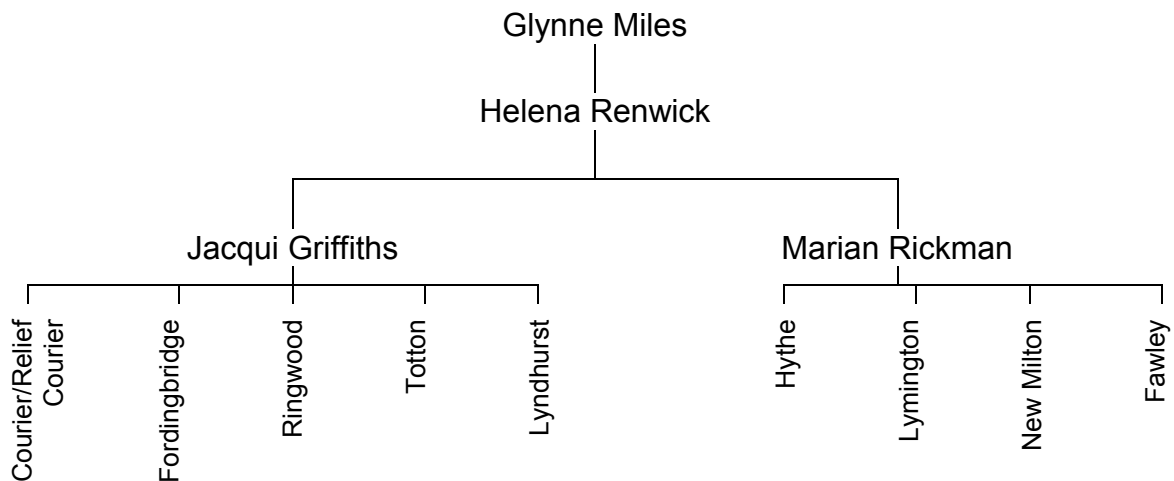 Glynne Miles
Helena Renwick
Jacqui Griffiths
Marian Rickman
Courier/Relief
Courier
Fordingbridge
Ringwood
Totton
Lyndhurst
Hythe
Lymington
New Milton
Fawley